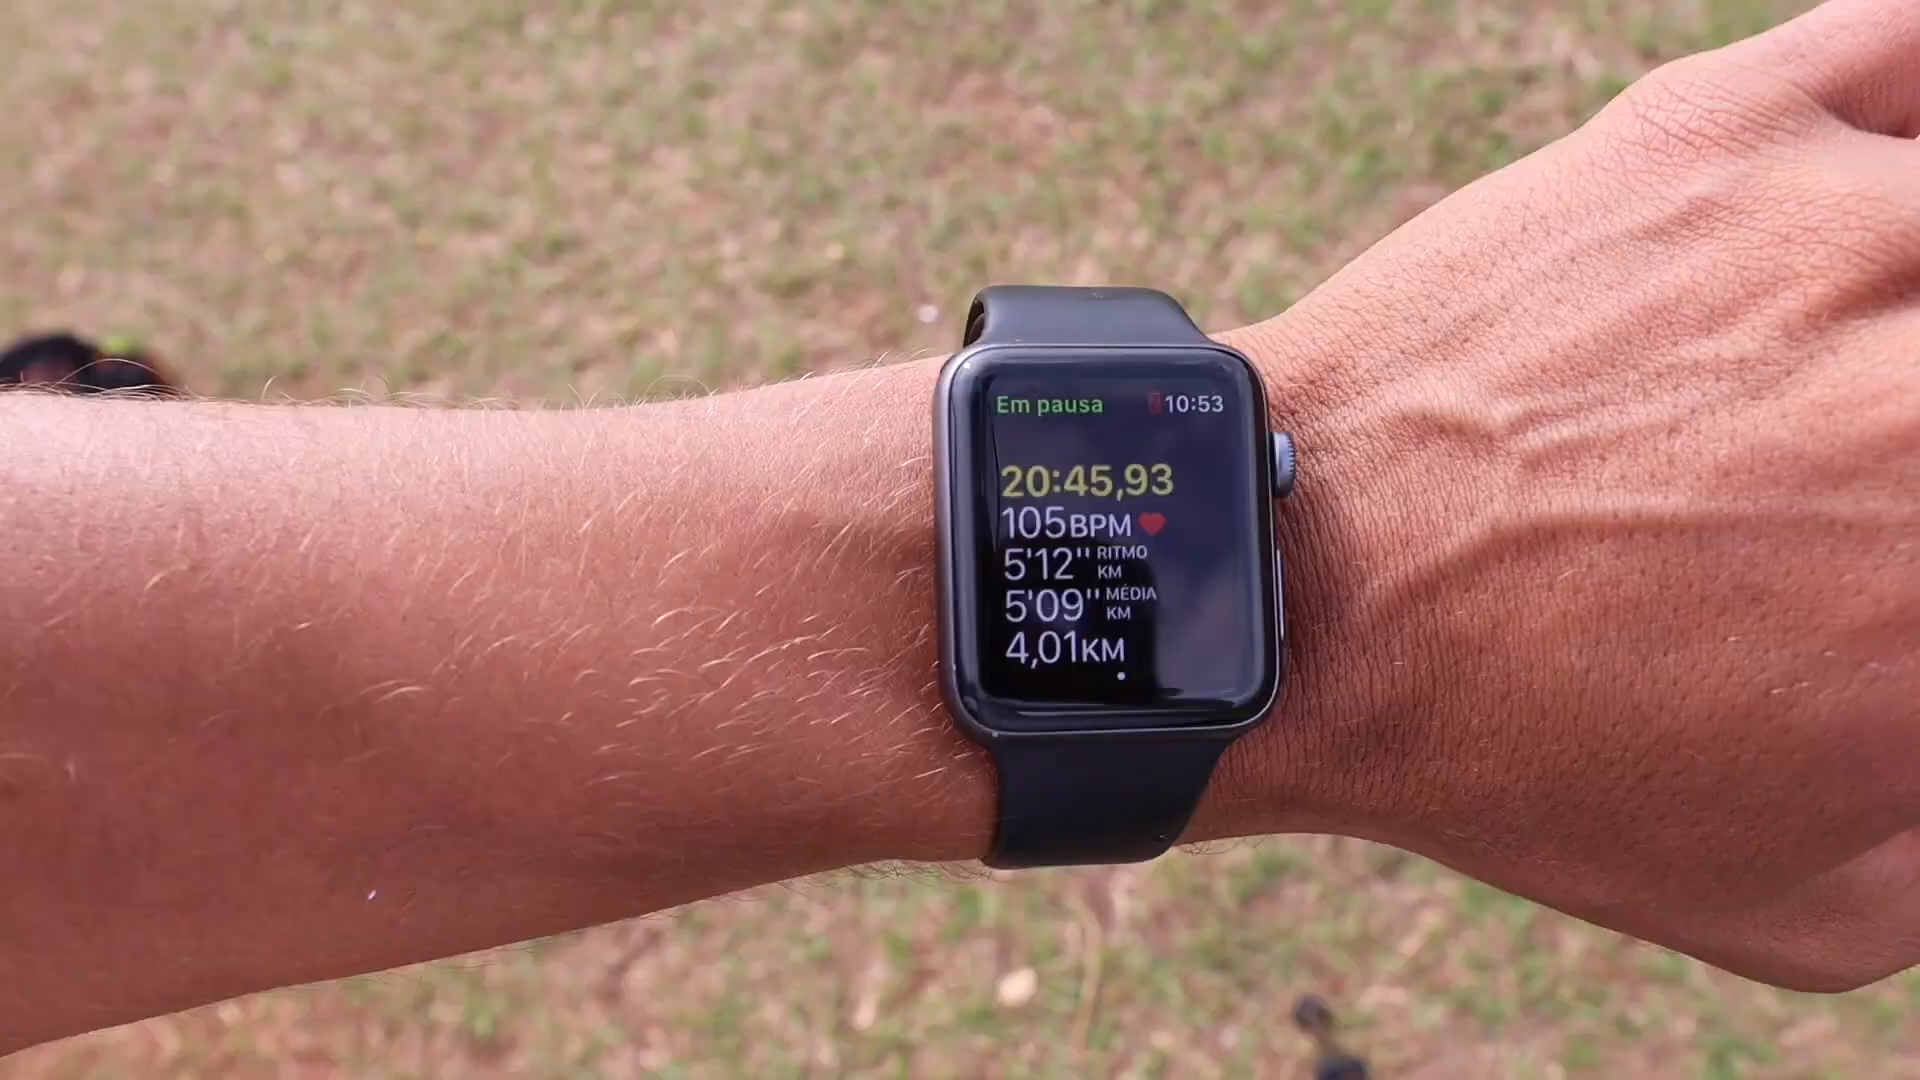 Em pausa 10:53
20:45,93
105BPM
5'12" RITMO KM
5'09" MÉDIA KM
4,01KM